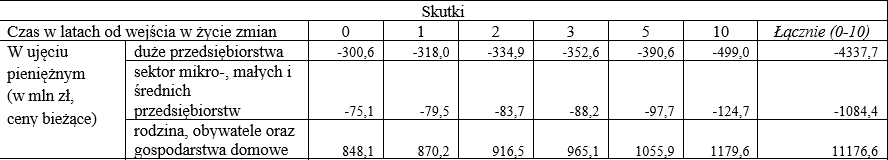 Skutki
Czas w latach od wejścia w życie zmian 0 1 2 3 5 10 Łącznie (0-10)
W ujęciu pieniężnym (w mln zł, ceny bieżące)
duże przedsiębiorstwa -300,6 -318,0 -334,9 -352,6 -390,6 -499,0 -4337,7
sektor mikro-, małych i
średnich
przedsiębiorstw -75,1 -79,5 -83,7 -88,2 -97,7 -124,7 -1084,4
rodzina, obywatele oraz
gospodarstwa domowe 848,1 870,2 916,5 965,1 1055,9 1179,6 11176,6